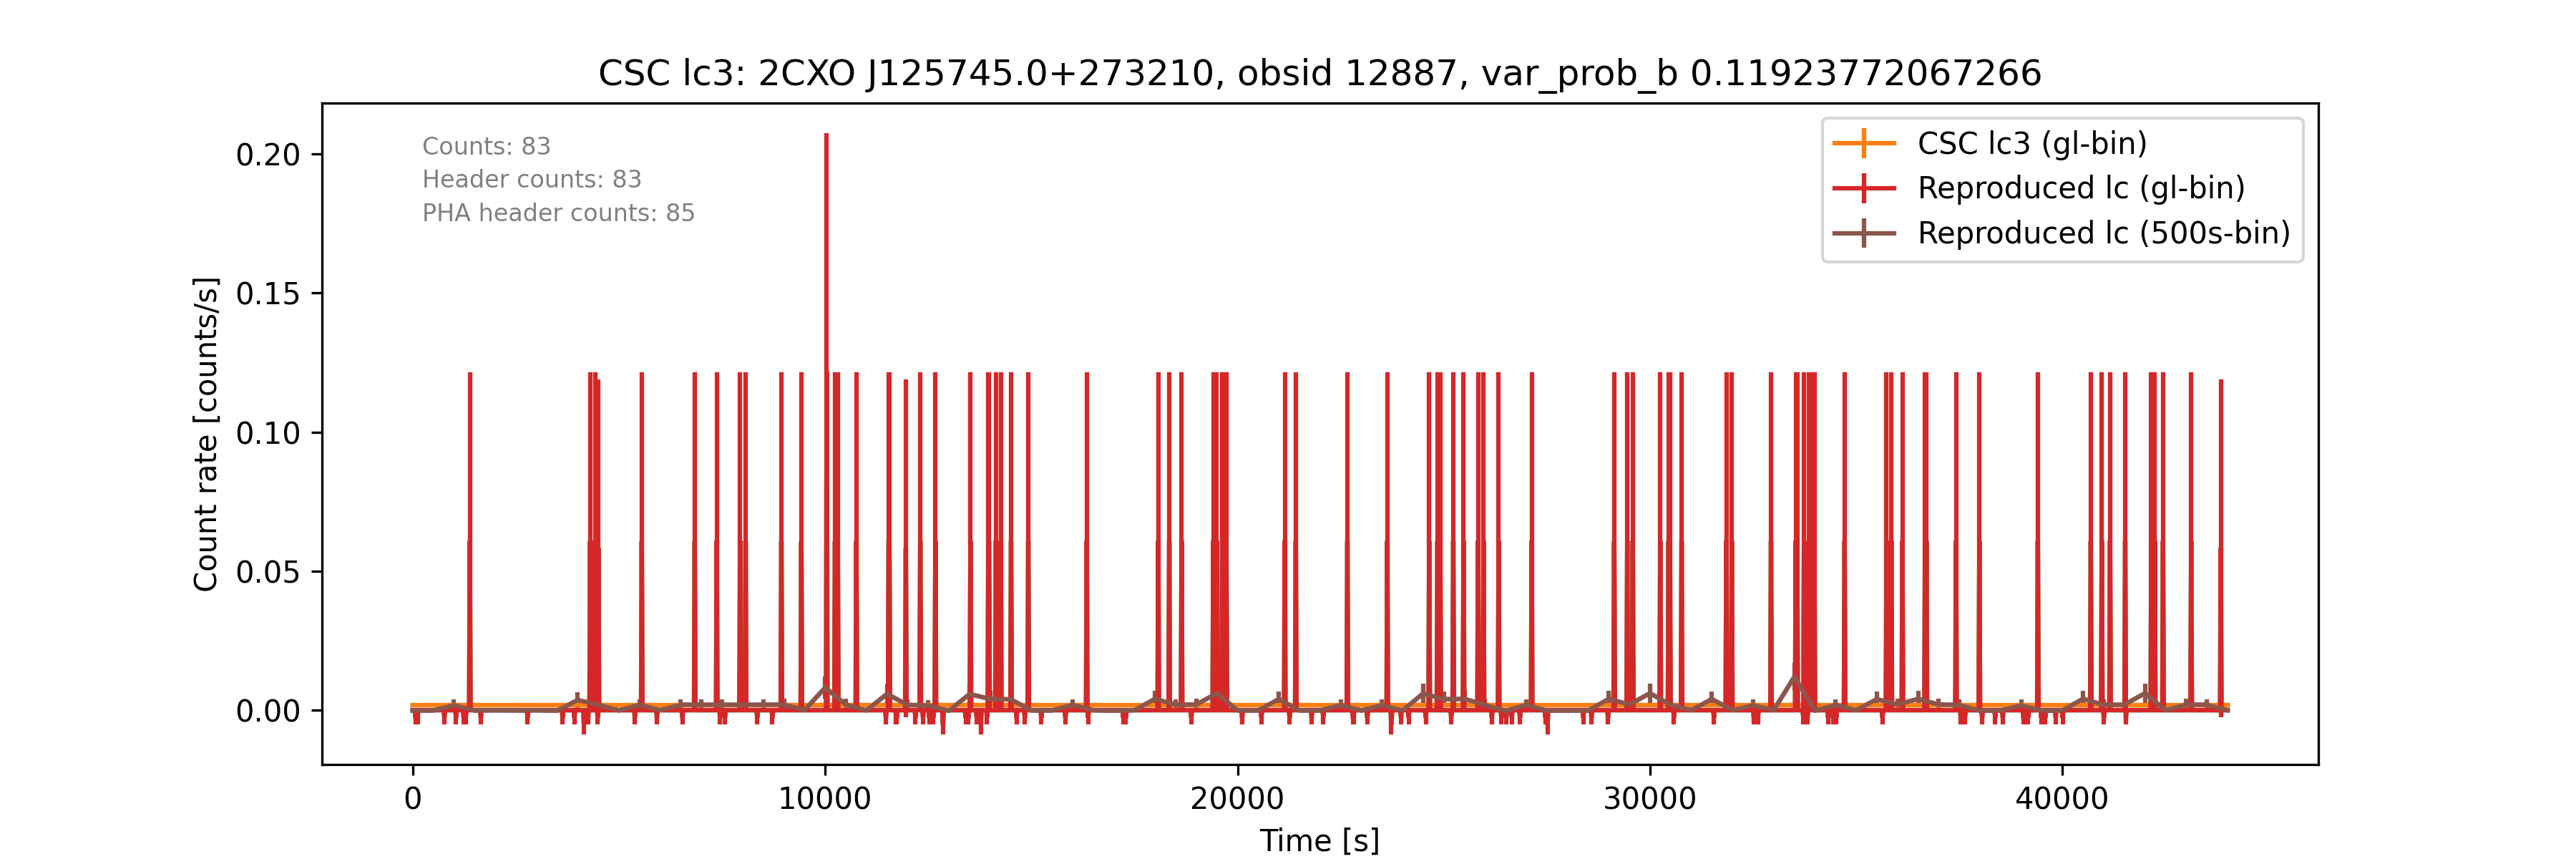 CSC lc3: 2CXO J125745.0+273210, obsid 12887, var_prob_b 0.11923772067266
Counts: 83
Header counts: 83
PHA header counts: 85
CSC lc3 (gl-bin)
Reproduced lc (gl-bin)
Reproduced lc (500s-bin)
Count rate [counts/s]
0.20
0.15
0.10
0.05
0.00
0
10000
20000
30000
40000
Time [s]